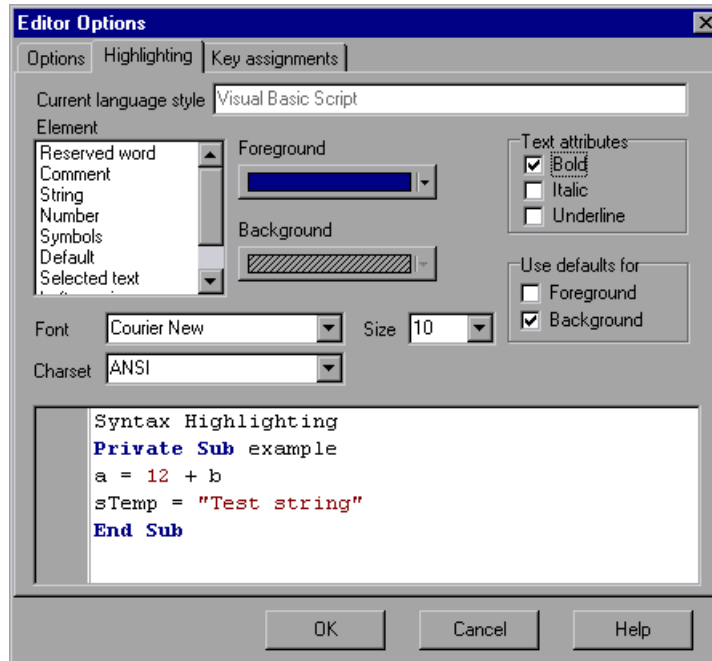 Editor Options
Options Highlighting Key assignments
Current language style Visual Basic Script
Element
Reserved word
Comment
String
Number
Symbols
Default
Selected text
Foreground
Background
Text attributes
Bold
Italic
Underline
Use defaults for
Foreground
Background
Font Courier New Size 10
Charset ANSI
Syntax Highlighting
Private Sub example
a = 12 + b
sTemp = "Test string"
End Sub
OK Cancel Help